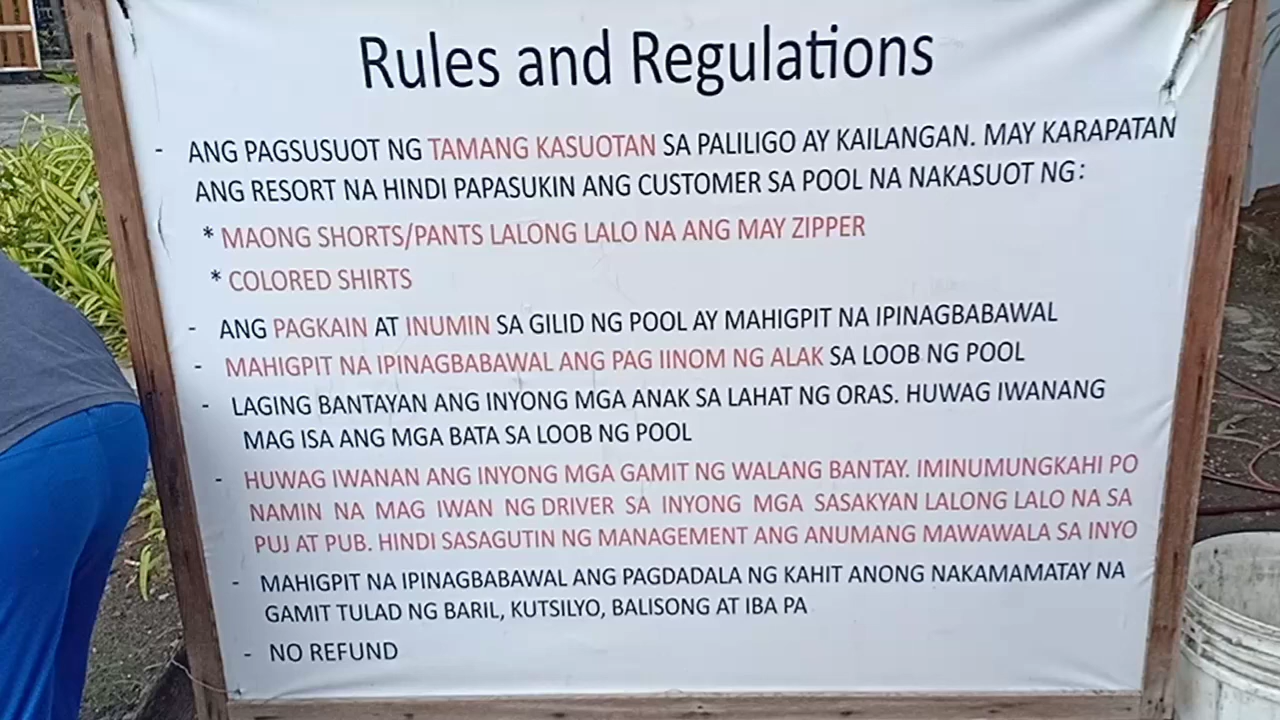 Rules and Regulations
- ANG PAGSUSUOT NG TAMANG KASUOTAN SA PALILIGO AY KAILANGAN. MAY KARAPATAN
ANG RESORT NA HINDI PAPASUKIN ANG CUSTOMER SA POOL NA NAKASUOT NG:
* MAONG SHORTS/PANTS LALONG LALO NA ANG MAY ZIPPER
* COLORED SHIRTS
- ANG PAGKAIN AT INUMIN SA GILID NG POOL AY MAHIGPIT NA IPINAGBABAWAL
- MAHIGPIT NA IPINAGBABAWAL ANG PAG IINOM NG ALAK SA LOOB NG POOL
- LAGING BANTAYAN ANG INYONG MGA ANAK SA LAHAT NG ORAS. HUWAG IWANANG
MAG ISA ANG MGA BATA SA LOOB NG POOL
- HUWAG IWANAN ANG INYONG MGA GAMIT NG WALANG BANTAY. IMINUMUNGKAHI PO
NAMIN NA MAG IWAN NG DRIVER SA INYONG MGA SASAKYAN LALONG LALO NA SA
PUJ AT PUB. HINDI SASAGUTIN NG MANAGEMENT ANG ANUMANG MAWAWALA SA INYO
- MAHIGPIT NA IPINAGBABAWAL ANG PAGDADALA NG KAHIT ANONG NAKAMAMATAY NA
GAMIT TULAD NG BARIL, KUTSILYO, BALISONG AT IBA PA
- NO REFUND